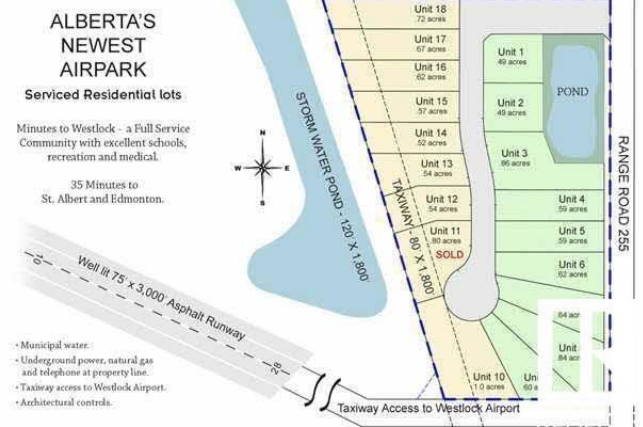 ALBERTA'S
NEWEST
AIRPARK
Serviced Residential lots
Minutes to Westlock - a Full Service
Community with excellent schools,
recreation and medical.
35 Minutes to
St. Albert and Edmonton.
N
W
E
S
STORM WATER POND - 120' X 1,800'
TAXIWAY - 80' X 1,800'
Well lit 75' x 3,000' Asphalt Runway
10
28
• Municipal water.
• Underground power, natural gas
and telephone at property line.
• Taxiway access to Westlock Airport.
• Architectural controls.
Taxiway Access to Westlock Airport
Unit 18
.72 acres
Unit 17
.67 acres
Unit 16
.62 acres
Unit 15
.57 acres
Unit 14
.52 acres
Unit 13
.54 acres
Unit 12
.54 acres
Unit 11
.80 acres
SOLD
Unit 10
1.0 acres
Unit 1
.49 acres
Unit 2
.49 acres
Unit 3
.86 acres
Unit 4
.59 acres
Unit 5
.59 acres
Unit 6
.62 acres
.64 acr
Unit
.84 acr
Unit
.60 a
POND
RANGE ROAD 255